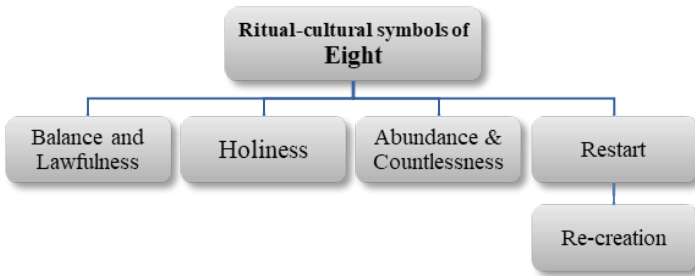 Ritual-cultural symbols of
Eight
Balance and
Lawfulness
Holiness
Abundance &
Countlessness
Restart
Re-creation